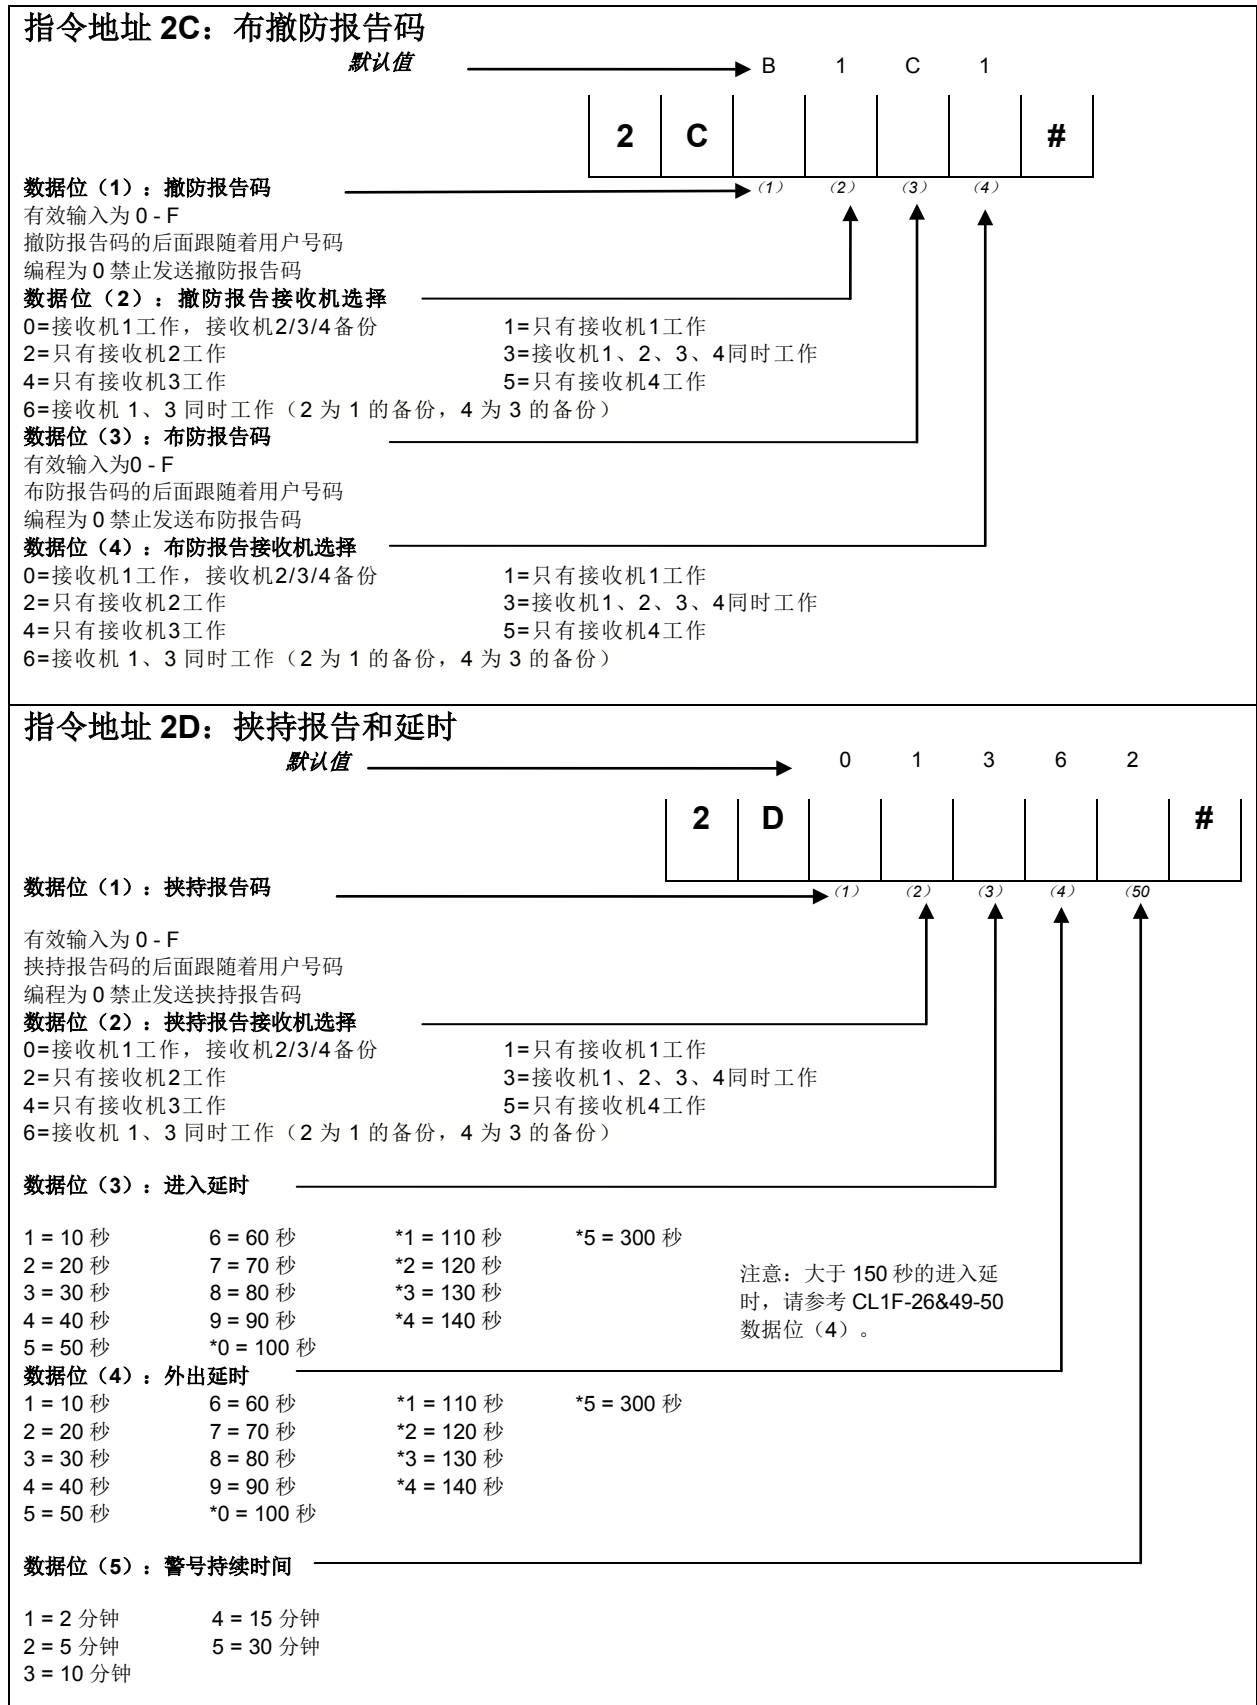 指令地址 2C：布撤防报告码
默认值 B 1 C 1
2 C #
数据位（1）：撤防报告码 （1） （2） （3） （4）
有效输入为 0 - F
撤防报告码的后面跟随着用户号码
编程为 0 禁止发送撤防报告码
数据位（2）：撤防报告接收机选择
0=接收机1工作，接收机2/3/4备份 1=只有接收机1工作
2=只有接收机2工作 3=接收机1、2、3、4同时工作
4=只有接收机3工作 5=只有接收机4工作
6=接收机 1、3 同时工作（2 为 1 的备份，4 为 3 的备份）
数据位（3）：布防报告码
有效输入为0 - F
布防报告码的后面跟随着用户号码
编程为 0 禁止发送布防报告码
数据位（4）：布防报告接收机选择
0=接收机1工作，接收机2/3/4备份 1=只有接收机1工作
2=只有接收机2工作 3=接收机1、2、3、4同时工作
4=只有接收机3工作 5=只有接收机4工作
6=接收机 1、3 同时工作（2 为 1 的备份，4 为 3 的备份）
指令地址 2D：挟持报告和延时
默认值 0 1 3 6 2
2 D #
数据位（1）：挟持报告码 （1） （2） （3） （4） （50
有效输入为 0 - F
挟持报告码的后面跟随着用户号码
编程为 0 禁止发送挟持报告码
数据位（2）：挟持报告接收机选择
0=接收机1工作，接收机2/3/4备份 1=只有接收机1工作
2=只有接收机2工作 3=接收机1、2、3、4同时工作
4=只有接收机3工作 5=只有接收机4工作
6=接收机 1、3 同时工作（2 为 1 的备份，4 为 3 的备份）
数据位（3）：进入延时
1 = 10 秒 6 = 60 秒 *1 = 110 秒 *5 = 300 秒
2 = 20 秒 7 = 70 秒 *2 = 120 秒
3 = 30 秒 8 = 80 秒 *3 = 130 秒
4 = 40 秒 9 = 90 秒 *4 = 140 秒
5 = 50 秒 *0 = 100 秒
注意：大于 150 秒的进入延
时，请参考 CL1F-26&49-50
数据位（4）。
数据位（4）：外出延时
1 = 10 秒 6 = 60 秒 *1 = 110 秒 *5 = 300 秒
2 = 20 秒 7 = 70 秒 *2 = 120 秒
3 = 30 秒 8 = 80 秒 *3 = 130 秒
4 = 40 秒 9 = 90 秒 *4 = 140 秒
5 = 50 秒 *0 = 100 秒
数据位（5）：警号持续时间
1 = 2 分钟 4 = 15 分钟
2 = 5 分钟 5 = 30 分钟
3 = 10 分钟